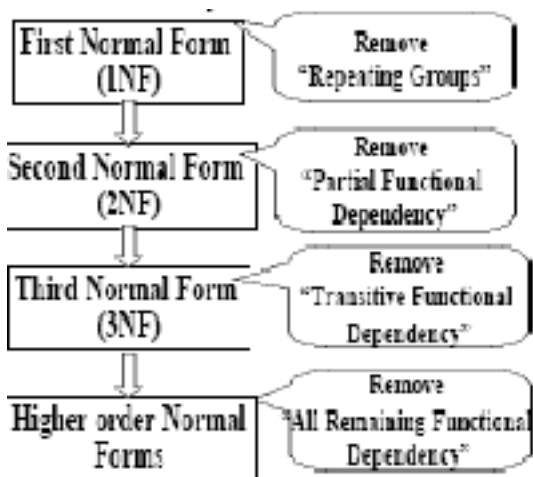 First Normal Form
(1NF)
Remove
“Repeating Groups”
Second Normal Form
(2NF)
Remove
“Partial Functional
Dependency”
Third Normal Form
(3NF)
Remove
“Transitive Functional
Dependency”
Higher order Normal
Forms
Remove
“All Remaining Functional
Dependency”